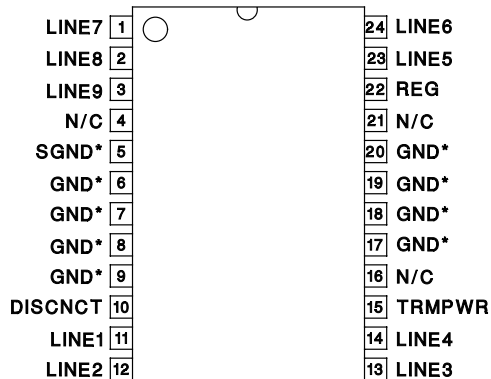 LINE7 1 24 LINE6
LINE8 2 23 LINE5
LINE9 3 22 REG
N/C 4 21 N/C
SGND* 5 20 GND*
GND* 6 19 GND*
GND* 7 18 GND*
GND* 8 17 GND*
GND* 9 16 N/C
DISCNCT 10 15 TRMPWR
LINE1 11 14 LINE4
LINE2 12 13 LINE3